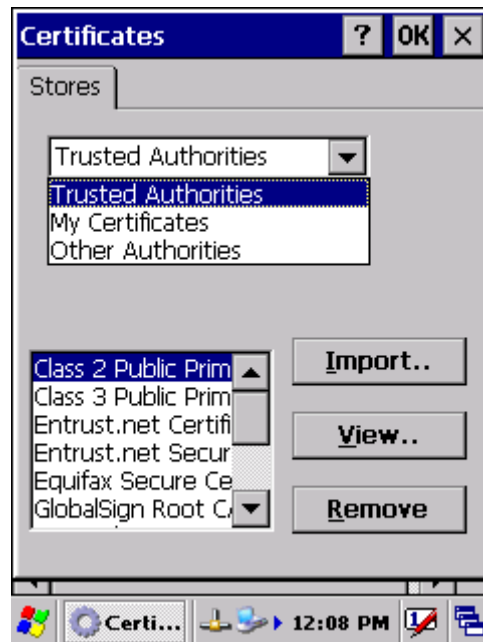 Certificates ? OK ×
Stores
Trusted Authorities
Trusted Authorities
My Certificates
Other Authorities
Class 2 Public Prim
Class 3 Public Prim
Entrust.net Certifi
Entrust.net Secur
Equifax Secure Ce
GlobalSign Root CA
Import..
View..
Remove
Certi... 12:08 PM